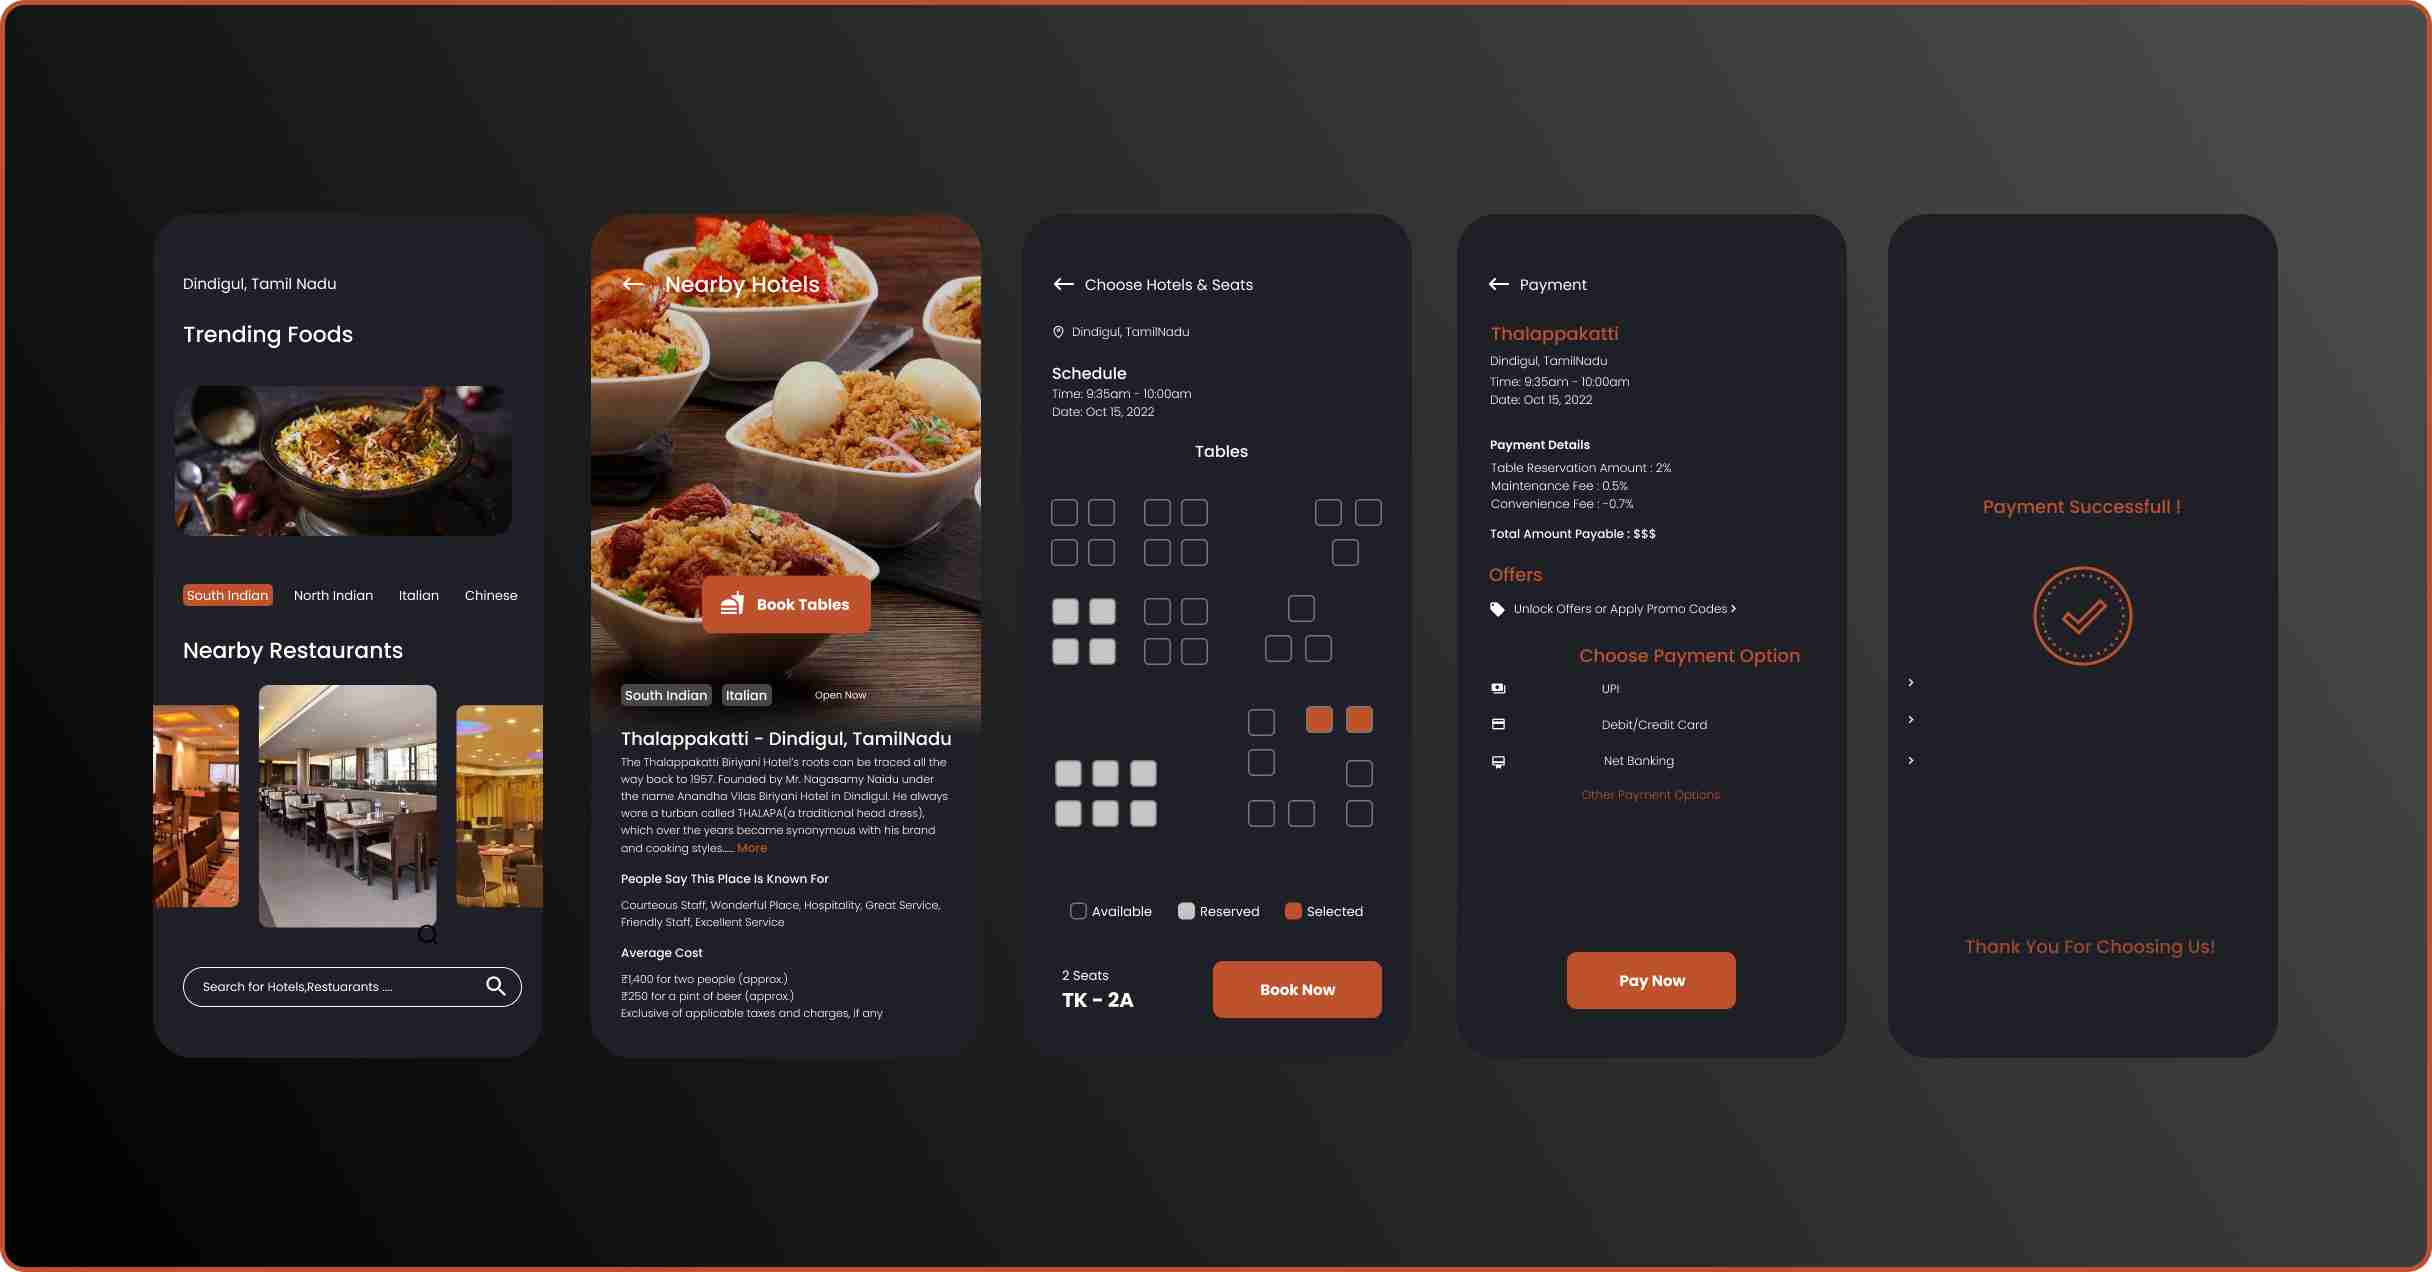 Dindigul, Tamil Nadu
Trending Foods
South Indian
North Indian
Italian
Chinese
Nearby Restaurants
Search for Hotels,Restuarants ....
Nearby Hotels
Book Tables
South Indian
Italian
Open Now
Thalappakatti - Dindigul, TamilNadu
The Thalappakatti Biriyani Hotel's roots can be traced all the
way back to 1957. Founded by Mr. Nagasamy Naidu under
the name Anandha Vilas Biriyani Hotel in Dindigul. He always
wore a turban called THALAPA(a traditional head dress),
which over the years became synonymous with his brand
and cooking styles..... More
People Say This Place Is Known For
Courteous Staff, Wonderful Place, Hospitality, Great Service,
Friendly Staff, Excellent Service
Average Cost
₹1,400 for two people (approx.)
₹250 for a pint of beer (approx.)
Exclusive of applicable taxes and charges, if any
Choose Hotels & Seats
Dindigul, TamilNadu
Schedule
Time: 9:35am - 10:00am
Date: Oct 15, 2022
Tables
Available
Reserved
Selected
2 Seats
TK - 2A
Book Now
Payment
Thalappakatti
Dindigul, TamilNadu
Time: 9:35am - 10:00am
Date: Oct 15, 2022
Payment Details
Table Reservation Amount : 2%
Maintenance Fee : 0.5%
Convenience Fee : -0.7%
Total Amount Payable : $$$
Offers
Unlock Offers or Apply Promo Codes >
Choose Payment Option
UPI
Debit/Credit Card
Net Banking
Other Payment Options
Pay Now
Payment Successfull !
Thank You For Choosing Us!